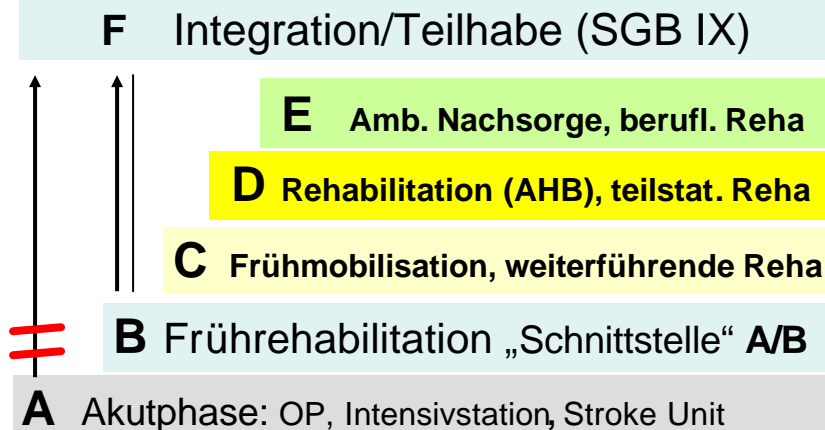 F Integration/Teilhabe (SGB IX)
E Amb. Nachsorge, berufl. Reha
D Rehabilitation (AHB), teilstat. Reha
C Frühmobilisation, weiterführende Reha
B Frührehabilitation „Schnittstelle“ A/B
A Akutphase: OP, Intensivstation, Stroke Unit